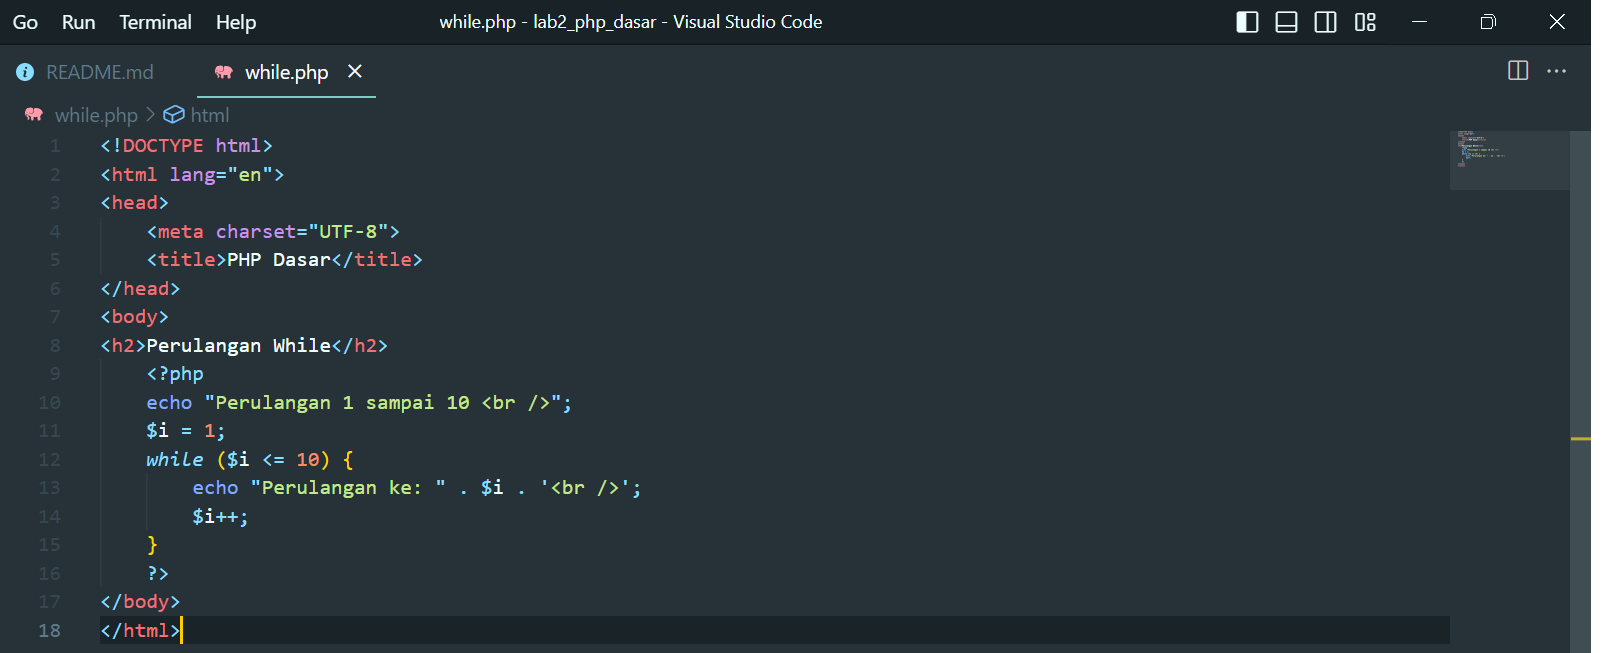 Go Run Terminal Help while.php - lab2_php_dasar - Visual Studio Code
README.md while.php
while.php > html
1 <!DOCTYPE html>
2 <html lang="en">
3 <head>
4     <meta charset="UTF-8">
5     <title>PHP Dasar</title>
6 </head>
7 <body>
8 <h2>Perulangan While</h2>
9     <?php
10     echo "Perulangan 1 sampai 10 <br />";
11     $i = 1;
12     while ($i <= 10) {
13         echo "Perulangan ke: " . $i . '<br />';
14         $i++;
15     }
16     ?>
17 </body>
18 </html>